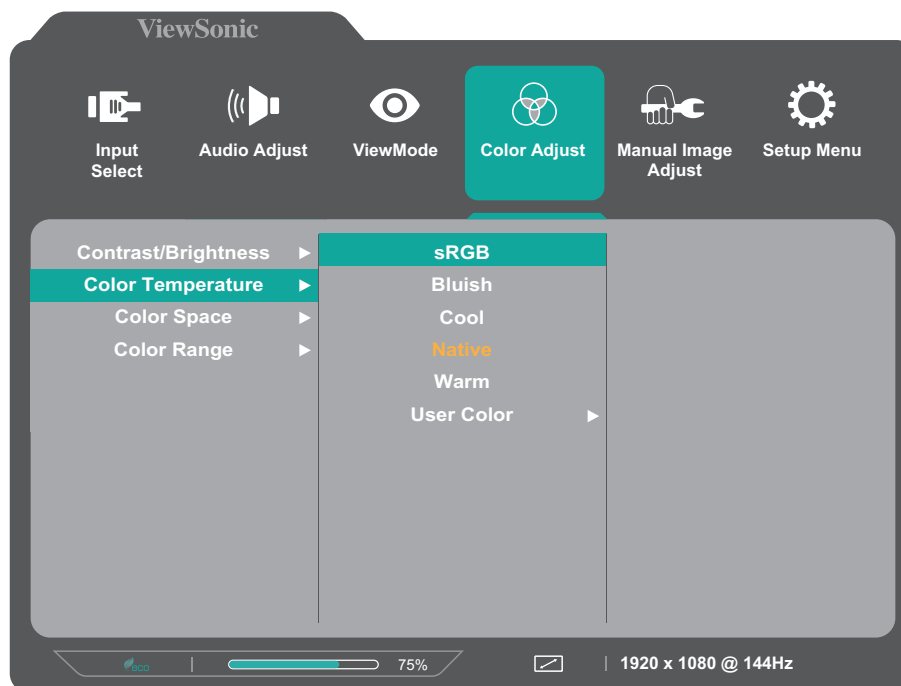 ViewSonic
Input
Select
Audio Adjust
ViewMode
Color Adjust
Manual Image
Adjust
Setup Menu
Contrast/Brightness
Color Temperature
Color Space
Color Range
sRGB
Bluish
Cool
Native
Warm
User Color
eco
75%
1920 x 1080 @ 144Hz